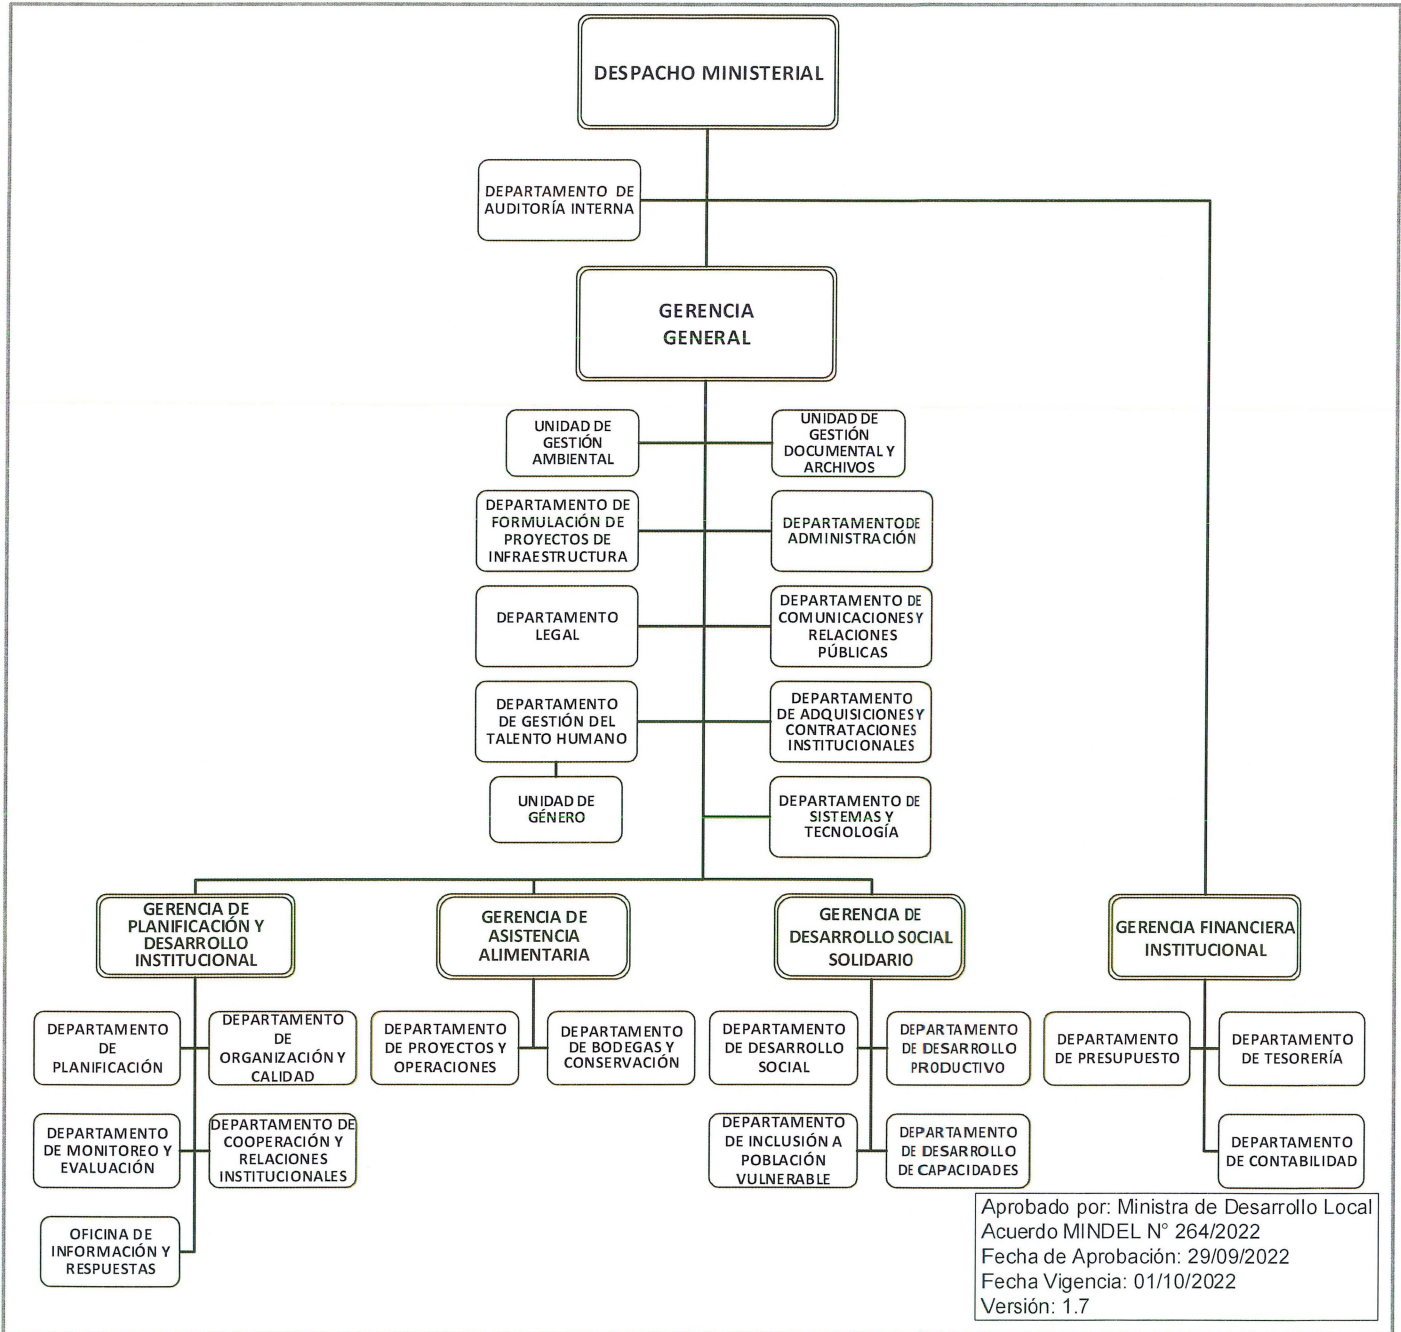 DESPACHO MINISTERIAL
DEPARTAMENTO DE
AUDITORÍA INTERNA
GERENCIA
GENERAL
UNIDAD DE
GESTIÓN
AMBIENTAL
UNIDAD DE
GESTIÓN
DOCUMENTAL Y
ARCHIVOS
DEPARTAMENTO DE
FORMULACIÓN DE
PROYECTOS DE
INFRAESTRUCTURA
DEPARTAMENTO DE
ADMINISTRACIÓN
DEPARTAMENTO
LEGAL
DEPARTAMENTO DE
COMUNICACIONES Y
RELACIONES
PÚBLICAS
DEPARTAMENTO
DE GESTIÓN DEL
TALENTO HUMANO
DEPARTAMENTO
DE ADQUISICIONES Y
CONTRATACIONES
INSTITUCIONALES
UNIDAD DE
GÉNERO
DEPARTAMENTO DE
SISTEMAS Y
TECNOLOGÍA
GERENCIA DE
PLANIFICACIÓN Y
DESARROLLO
INSTITUCIONAL
GERENCIA DE
ASISTENCIA
ALIMENTARIA
GERENCIA DE
DESARROLLO SOCIAL
SOLIDARIO
GERENCIA FINANCIERA
INSTITUCIONAL
DEPARTAMENTO
DE
PLANIFICACIÓN
DEPARTAMENTO
DE
ORGANIZACIÓN Y
CALIDAD
DEPARTAMENTO
DE PROYECTOS Y
OPERACIONES
DEPARTAMENTO
DE BODEGAS Y
CONSERVACIÓN
DEPARTAMENTO
DE DESARROLLO
SOCIAL
DEPARTAMENTO
DE DESARROLLO
PRODUCTIVO
DEPARTAMENTO
DE PRESUPUESTO
DEPARTAMENTO
DE TESORERÍA
DEPARTAMENTO
DE MONITOREO Y
EVALUACIÓN
DEPARTAMENTO DE
COOPERACIÓN Y
RELACIONES
INSTITUCIONALES
DEPARTAMENTO
DE INCLUSIÓN A
POBLACIÓN
VULNERABLE
DEPARTAMENTO
DE DESARROLLO
DE CAPACIDADES
DEPARTAMENTO
DE CONTABILIDAD
OFICINA DE
INFORMACIÓN Y
RESPUESTAS
Aprobado por: Ministra de Desarrollo Local
Acuerdo MINDEL N° 264/2022
Fecha de Aprobación: 29/09/2022
Fecha Vigencia: 01/10/2022
Versión: 1.7